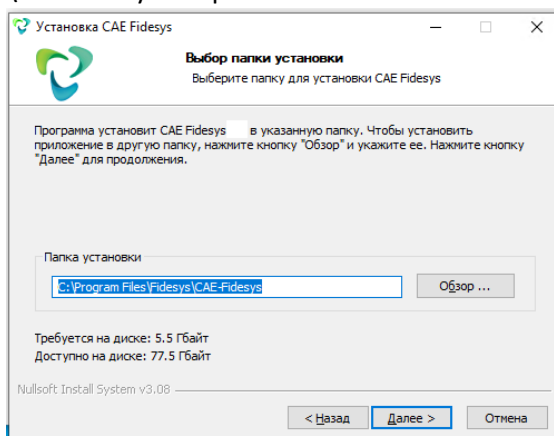 Установка CAE Fidesys
Выбор папки установки
Выберите папку для установки CAE Fidesys
Программа установит CAE Fidesys в указанную папку. Чтобы установить
приложение в другую папку, нажмите кнопку "Обзор" и укажите ее. Нажмите кнопку
"Далее" для продолжения.
Папка установки
C:\Program Files\Fidesys\CAE-Fidesys
Обзор ...
Требуется на диске: 5.5 Гбайт
Доступно на диске: 77.5 Гбайт
Nullsoft Install System v3.08
< Назад
Далее >
Отмена